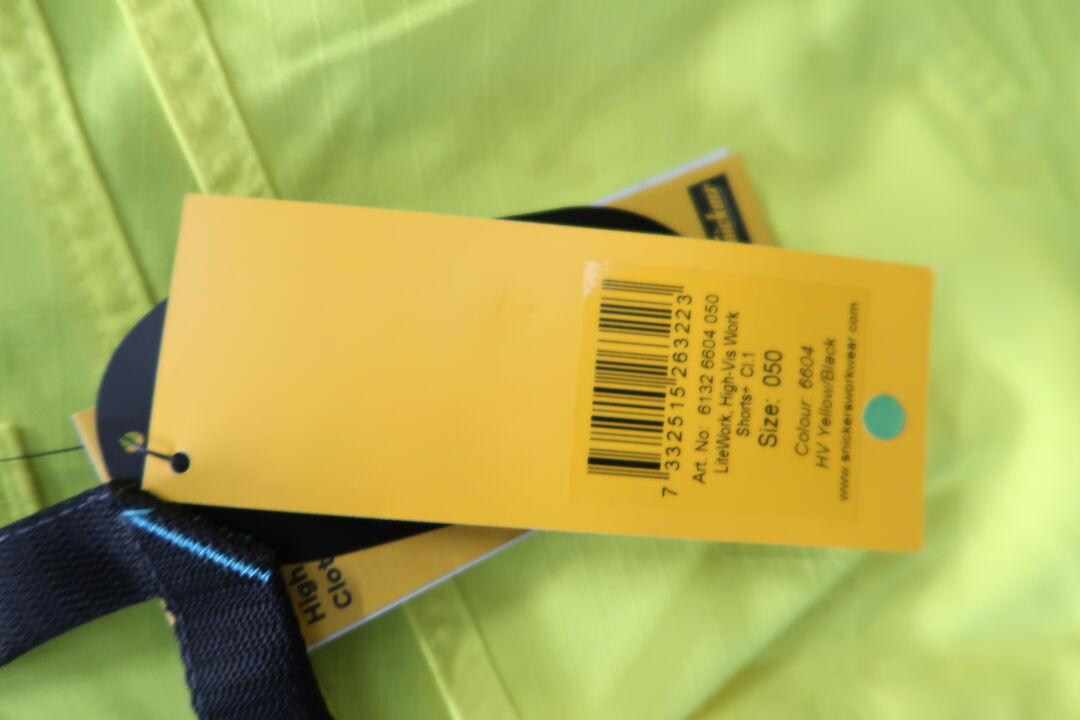 7 332515 263223
Art. No: 6132 6604 050
LiteWork, High-Vis Work
Shorts+ Cl.1
Size: 050
Colour: 6604
HV Yellow/Black
www.snickersworkwear.com
High